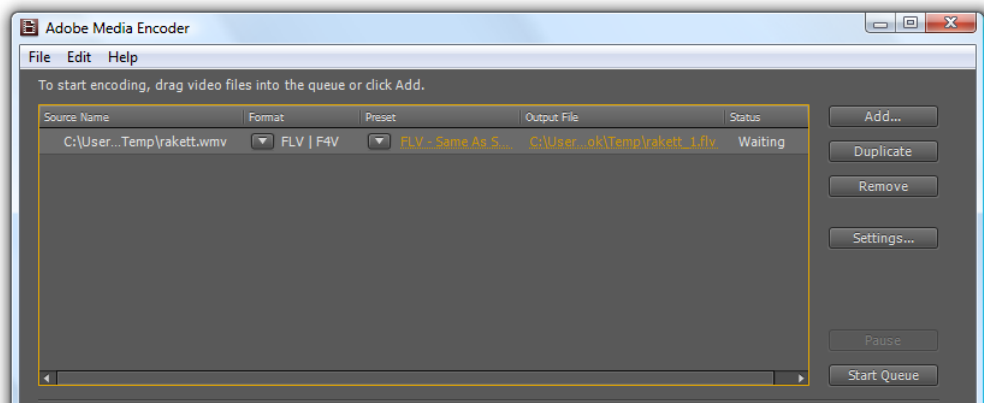 Adobe Media Encoder
File Edit Help
To start encoding, drag video files into the queue or click Add.
Source Name Format Preset Output File Status
C:\User...Temp\rakett.wmv FLV | F4V FLV - Same As S... C:\User...ok\Temp\rakett_1.flv Waiting
Add...
Duplicate
Remove
Settings...
Pause
Start Queue